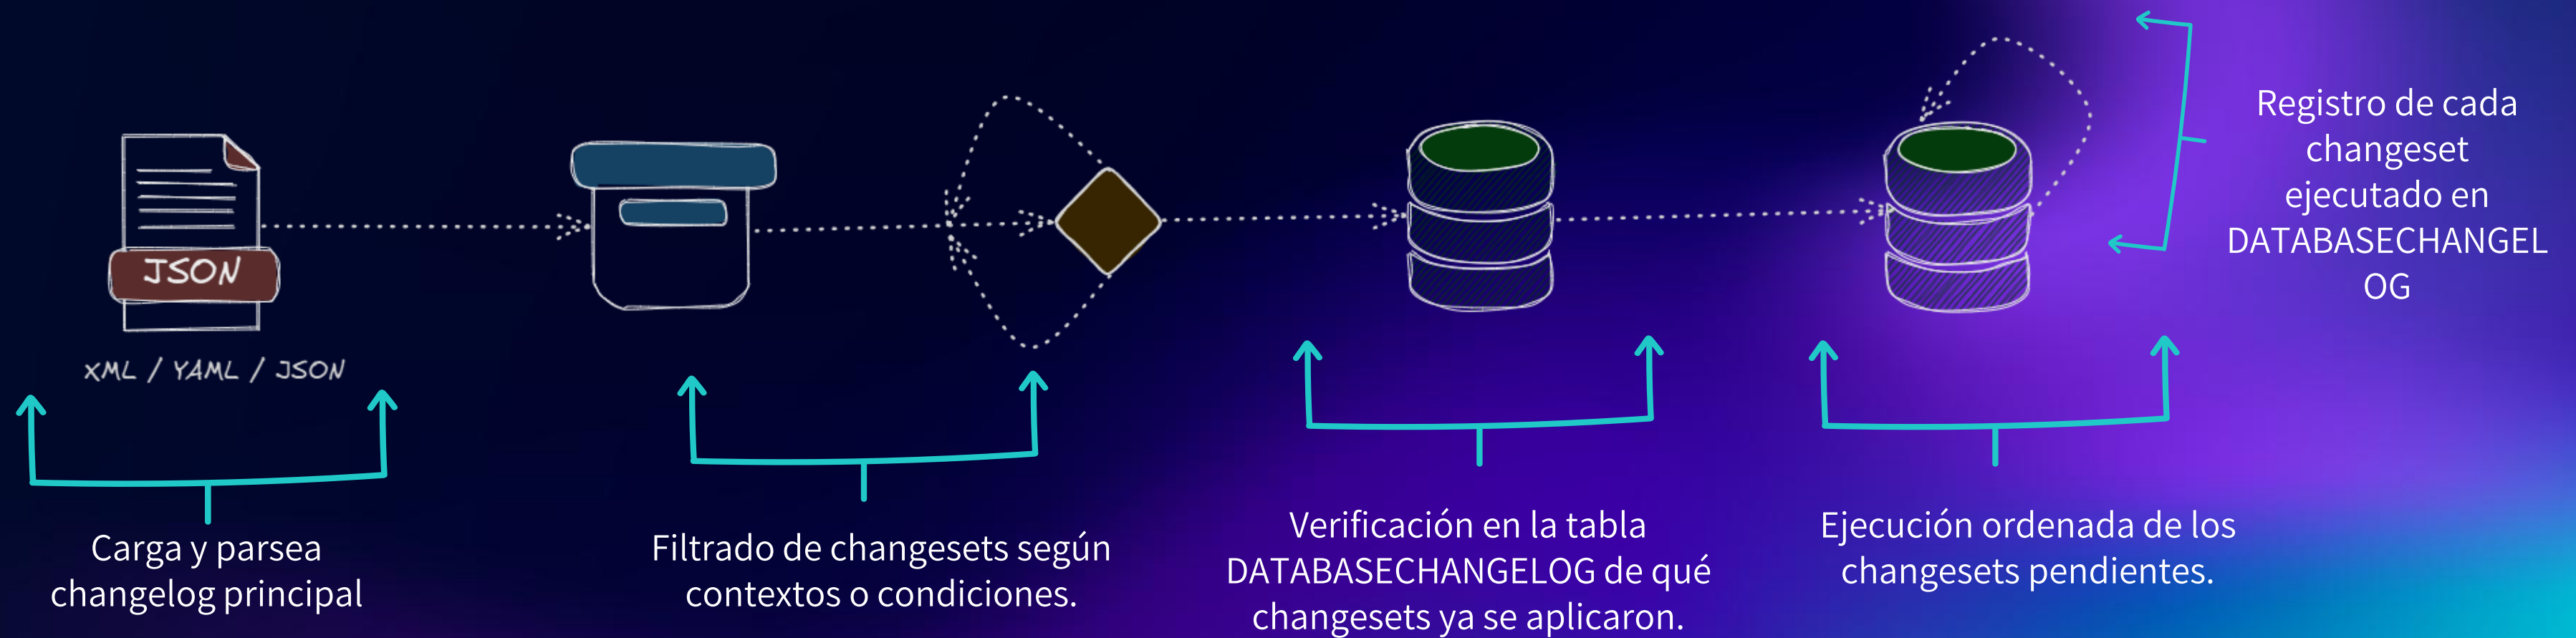 JSON
XML / YAML / JSON
Carga y parsea
changelog principal
Filtrado de changesets según
contextos o condiciones.
Verificación en la tabla
DATABASECHANGELOG de qué
changesets ya se aplicaron.
Ejecución ordenada de los
changesets pendientes.
Registro de cada
changeset
ejecutado en
DATABASECHANGEL
OG